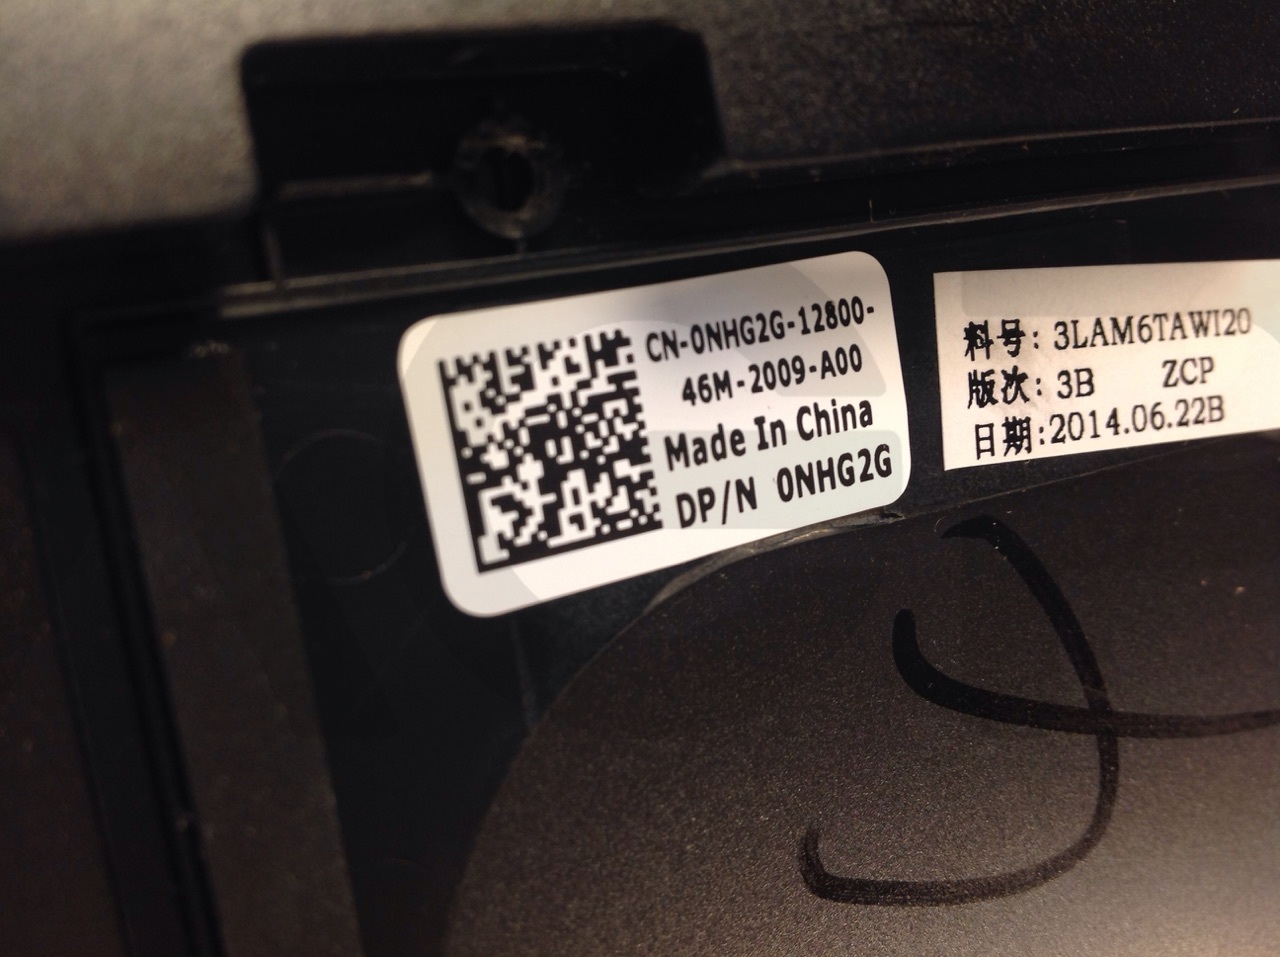 CN-0NHG2G-12800-
46M-2009-A00
Made In China
DP/N 0NHG2G
料号: 3LAM6TAWI20
版次: 3B ZCP
日期:2014.06.22B